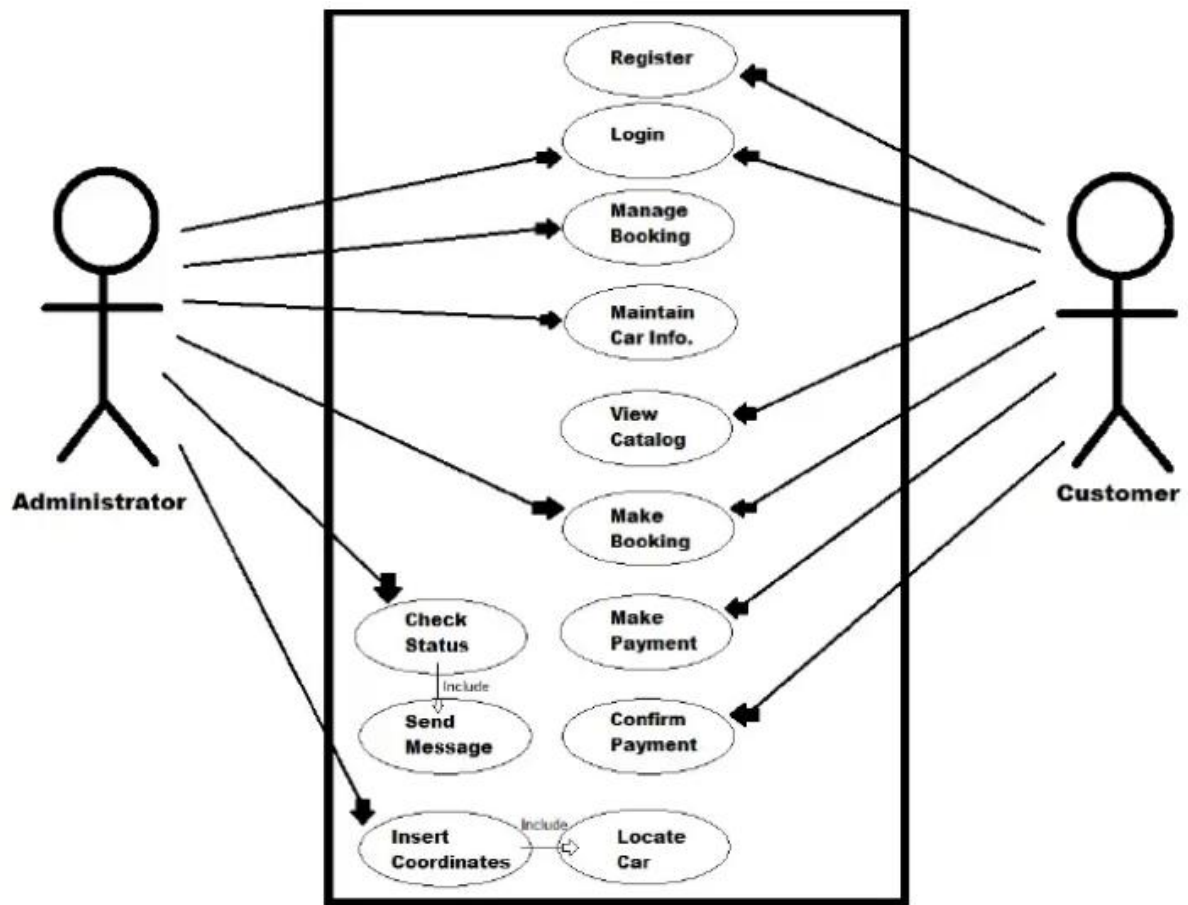 Register
Login
Manage
Booking
Maintain
Car Info.
View
Catalog
Administrator
Customer
Make
Booking
Check
Status
Make
Payment
Include
Send
Message
Confirm
Payment
Insert
Coordinates
Include
Locate
Car